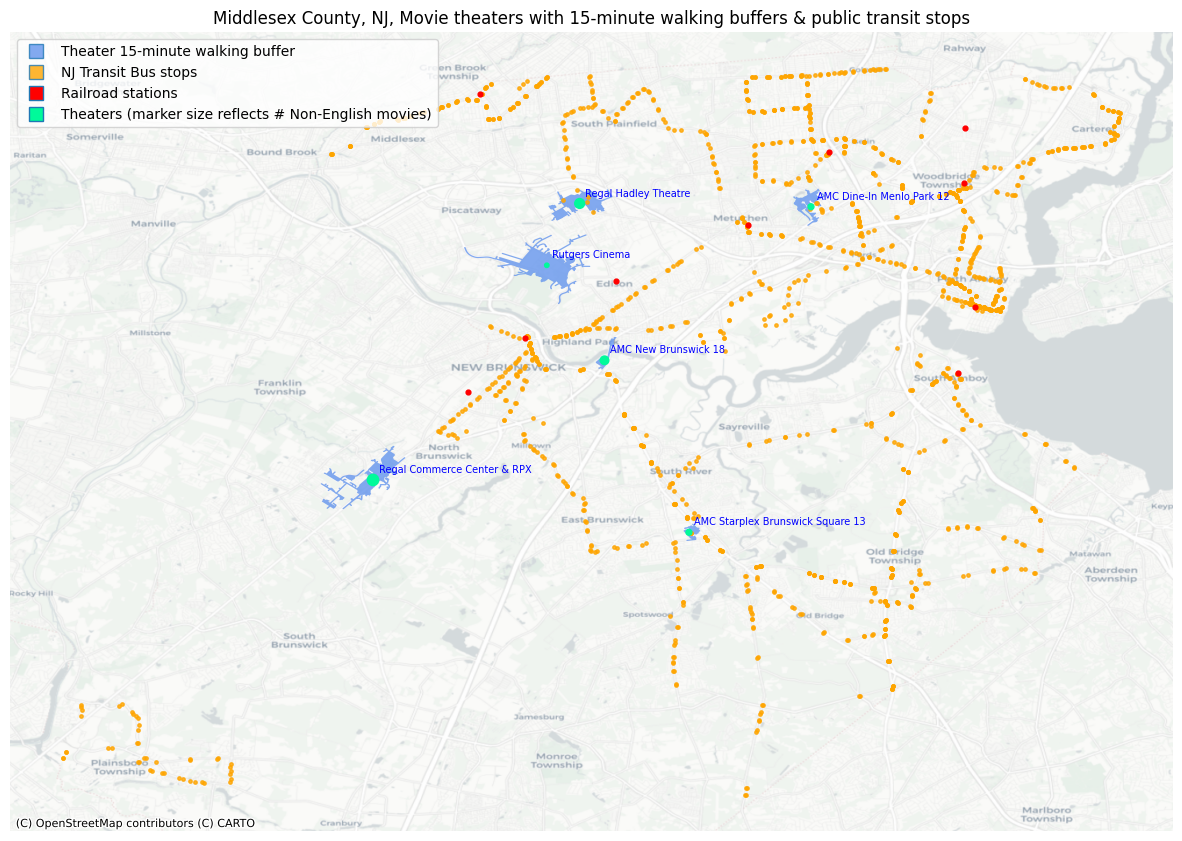 Middlesex County, NJ, Movie theaters with 15-minute walking buffers & public transit stops
Theater 15-minute walking buffer
NJ Transit Bus stops
Railroad stations
Theaters (marker size reflects # Non-English movies)
Rahway
Green Brook
Township
South Plainfield
Carteret
Somerville
Middlesex
Bound Brook
Raritan
Woodbridge
Township
Regal Hadley Theatre
AMC Dine-In Menlo Park 12
Piscataway
Metuchen
Manville
Rutgers Cinema
Edison
Perth Amboy
Millstone
Highland Park
AMC New Brunswick 18
NEW BRUNSWICK
Franklin
Township
South Amboy
Sayreville
Milltown
North
Brunswick
Regal Commerce Center & RPX
South River
Keyp
East Brunswick
AMC Starplex Brunswick Square 13
Old Bridge
Township
Matawan
Aberdeen
Township
Rocky Hill
Spotswood
Old Bridge
South
Brunswick
Jamesburg
Monroe
Township
Plainsboro
Township
Marlboro
Township
Cranbury
(C) OpenStreetMap contributors (C) CARTO